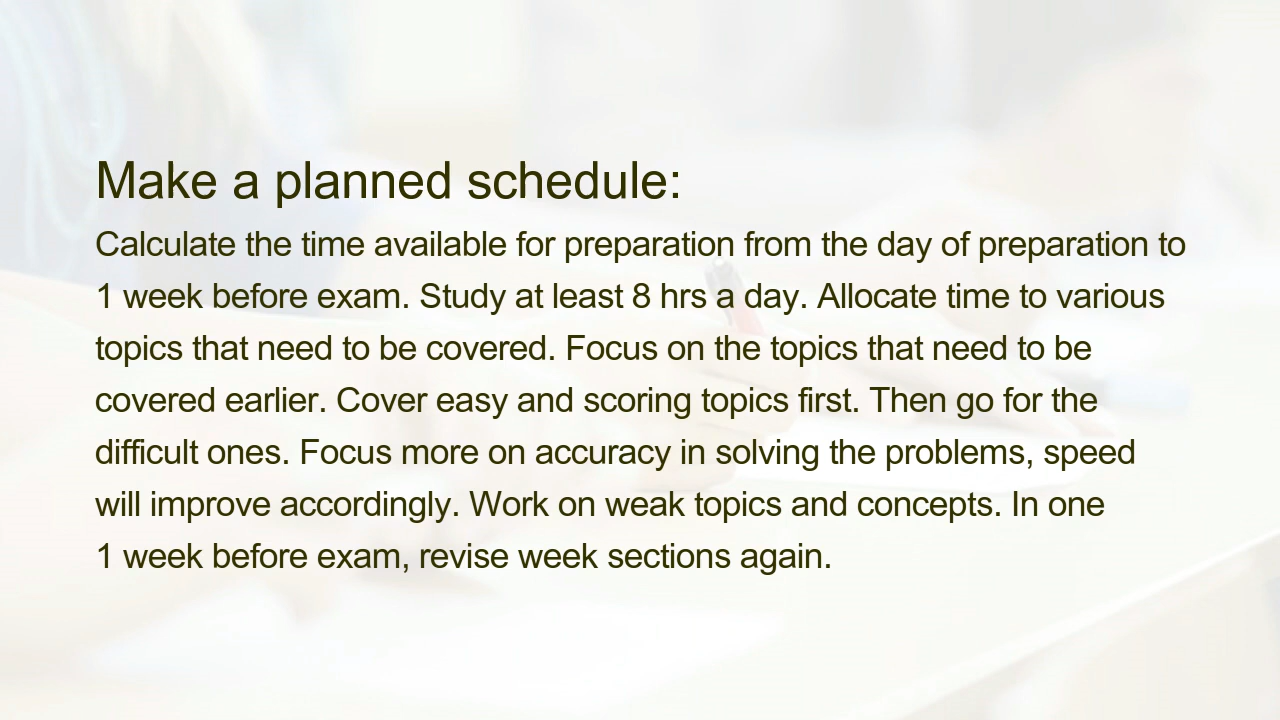 Make a planned schedule:
Calculate the time available for preparation from the day of preparation to
1 week before exam. Study at least 8 hrs a day. Allocate time to various
topics that need to be covered. Focus on the topics that need to be
covered earlier. Cover easy and scoring topics first. Then go for the
difficult ones. Focus more on accuracy in solving the problems, speed
will improve accordingly. Work on weak topics and concepts. In one
1 week before exam, revise week sections again.